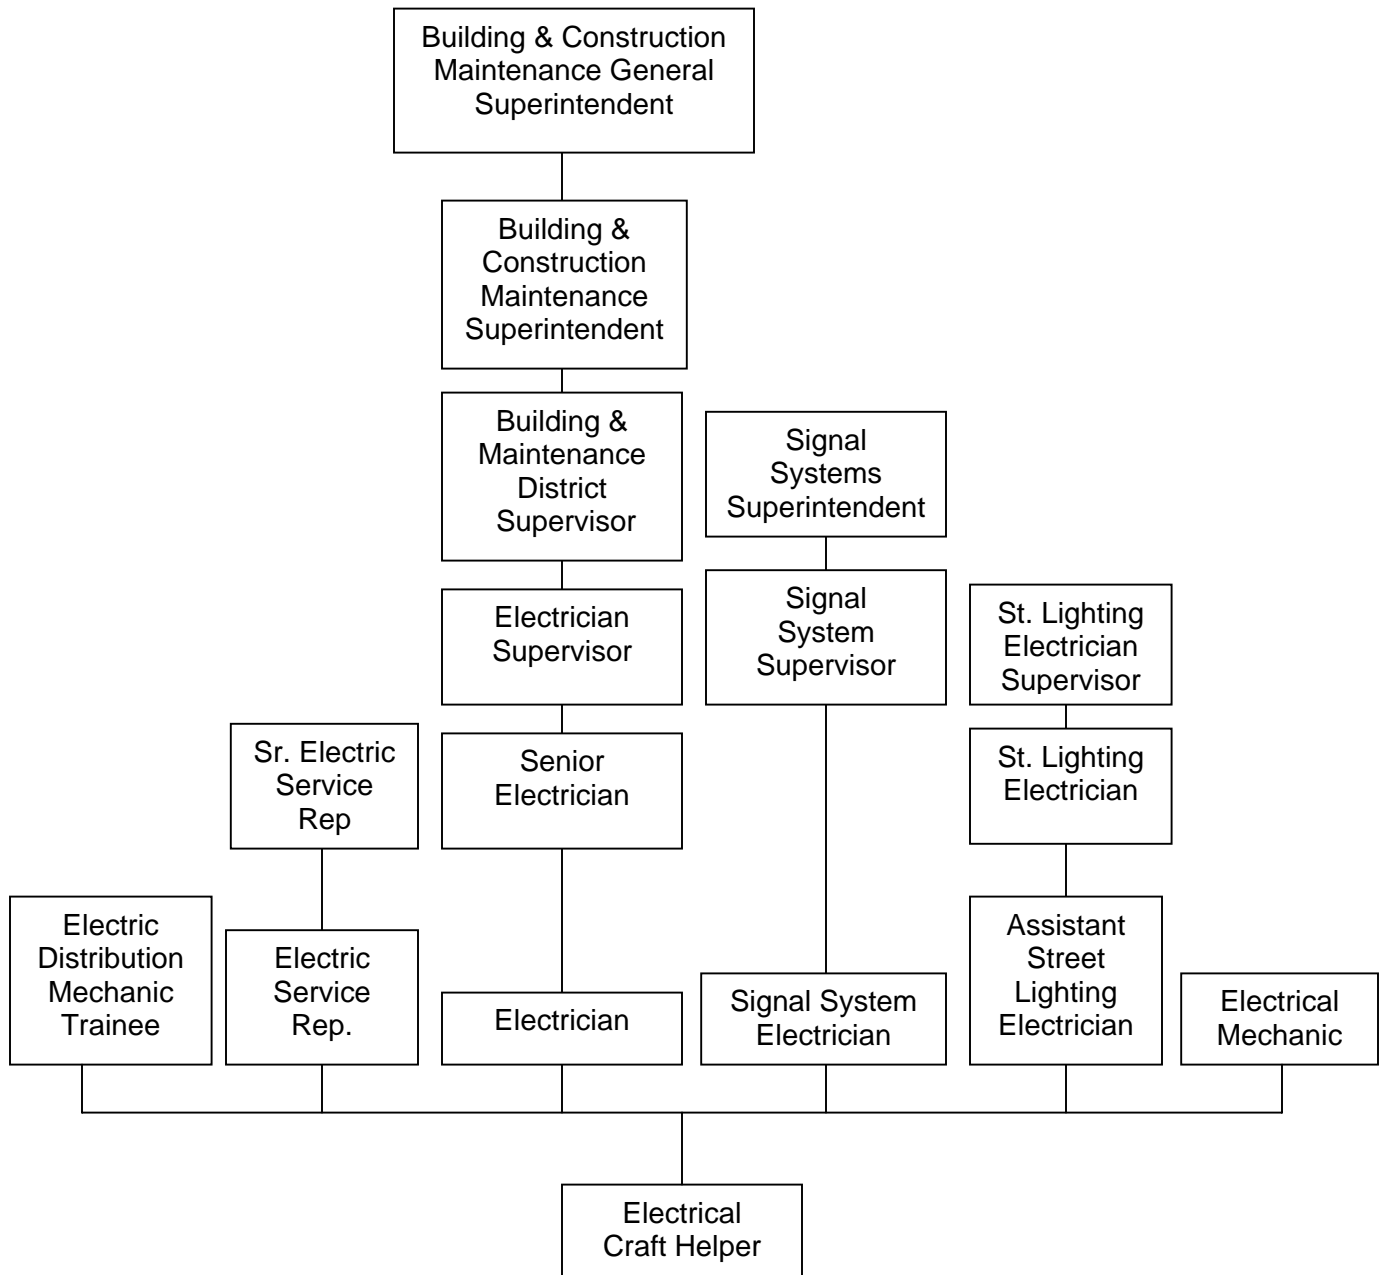 Building & Construction
Maintenance General
Superintendent
Building &
Construction
Maintenance
Superintendent
Building &
Maintenance
District
Supervisor
Signal
Systems
Superintendent
Electrician
Supervisor
Signal
System
Supervisor
St. Lighting
Electrician
Supervisor
Sr. Electric
Service
Rep
Senior
Electrician
St. Lighting
Electrician
Electric
Distribution
Mechanic
Trainee
Electric
Service
Rep.
Electrician
Signal System
Electrician
Assistant
Street
Lighting
Electrician
Electrical
Mechanic
Electrical
Craft Helper